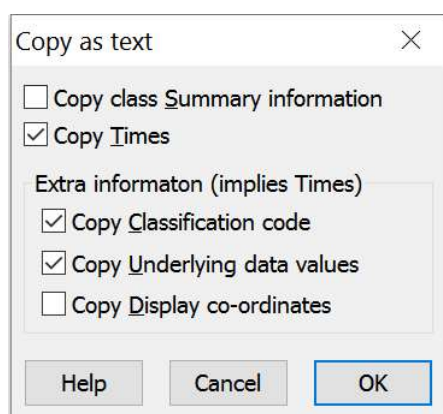 Copy as text
Copy class Summary information
Copy Times
Extra informaton (implies Times)
Copy Classification code
Copy Underlying data values
Copy Display co-ordinates
Help Cancel OK